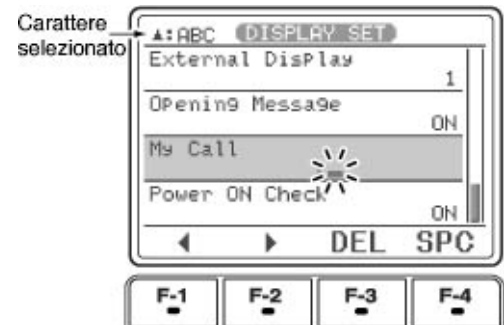 Carattere
selezionato
▲:ABC DISPLAY SET
External Display
1
Opening Message
ON
My Call
Power ON Check
ON
◀ ▶ DEL SPC
F-1 F-2 F-3 F-4